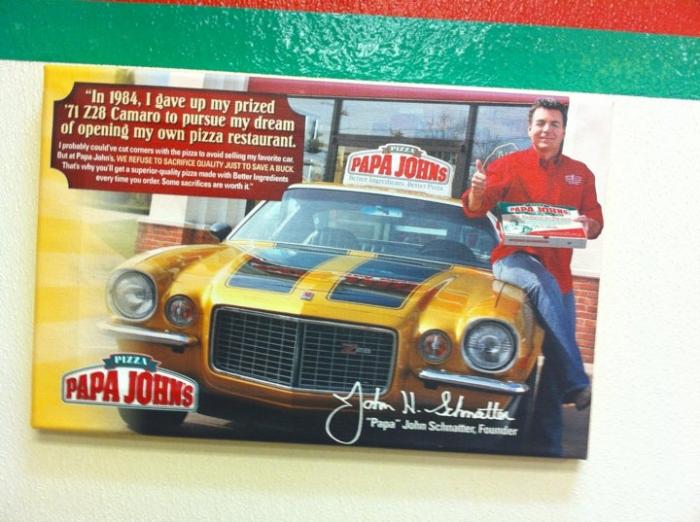 "In 1984, I gave up my prized
'71 Z28 Camaro to pursue my dream
of opening my own pizza restaurant.
I probably could've cut corners with the pizza to avoid selling my favorite car.
But at Papa John's, WE REFUSE TO SACRIFICE QUALITY JUST TO SAVE A BUCK.
That's why you'll get a superior-quality pizza made with Better Ingredients
every time you order. Some sacrifices are worth it."
PIZZA
PAPA JOHNS
Better Ingredients. Better Pizza.
PIZZA
PAPA JOHNS
Z28
PIZZA
PAPA JOHNS
John H. Schnatter
"Papa" John Schnatter, Founder